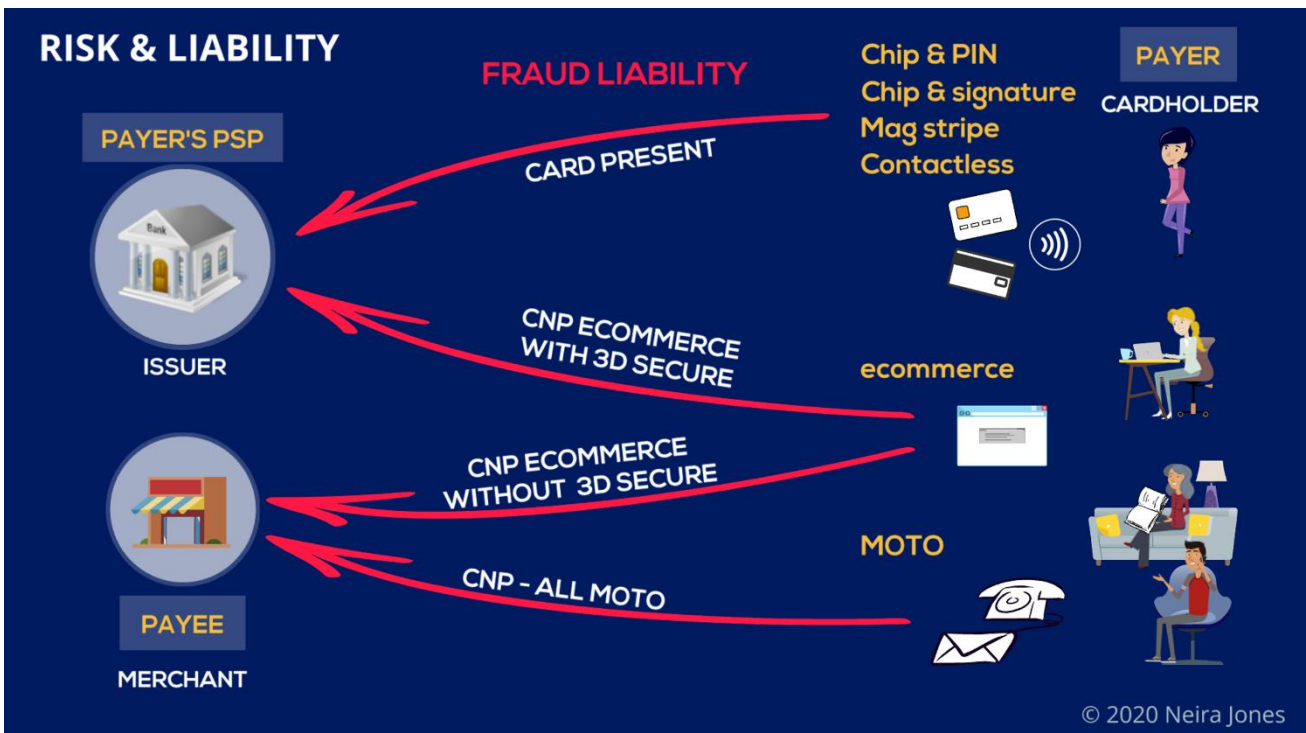 RISK & LIABILITY
FRAUD LIABILITY
PAYER'S PSP
Bank
ISSUER
CARD PRESENT
Chip & PIN
Chip & signature
Mag stripe
Contactless
PAYER
CARDHOLDER
CNP ECOMMERCE
WITH 3D SECURE
ecommerce
CNP ECOMMERCE
WITHOUT 3D SECURE
MOTO
CNP - ALL MOTO
PAYEE
MERCHANT
© 2020 Neira Jones